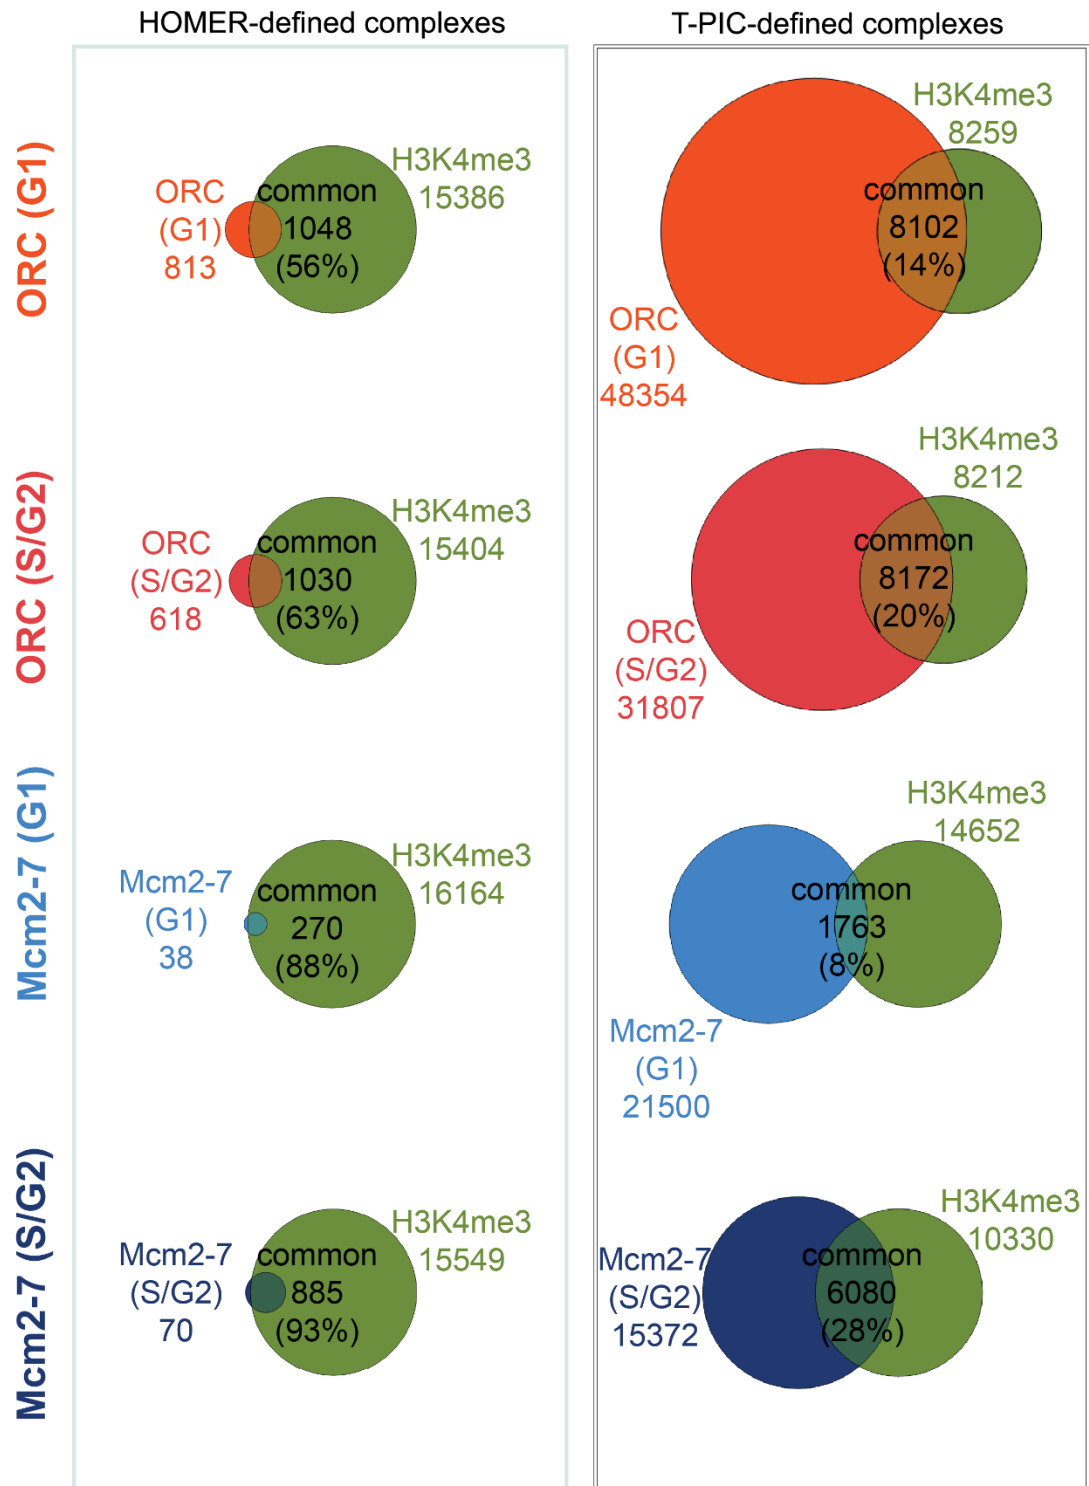 HOMER-defined complexes
T-PIC-defined complexes
ORC (G1)
ORC
(G1)
813
common
1048
(56%)
H3K4me3
15386
ORC
(G1)
48354
common
8102
(14%)
H3K4me3
8259
ORC (S/G2)
ORC
(S/G2)
618
common
1030
(63%)
H3K4me3
15404
ORC
(S/G2)
31807
common
8172
(20%)
H3K4me3
8212
Mcm2-7 (G1)
Mcm2-7
(G1)
38
common
270
(88%)
H3K4me3
16164
Mcm2-7
(G1)
21500
common
1763
(8%)
H3K4me3
14652
Mcm2-7 (S/G2)
Mcm2-7
(S/G2)
70
common
885
(93%)
H3K4me3
15549
Mcm2-7
(S/G2)
15372
common
6080
(28%)
H3K4me3
10330